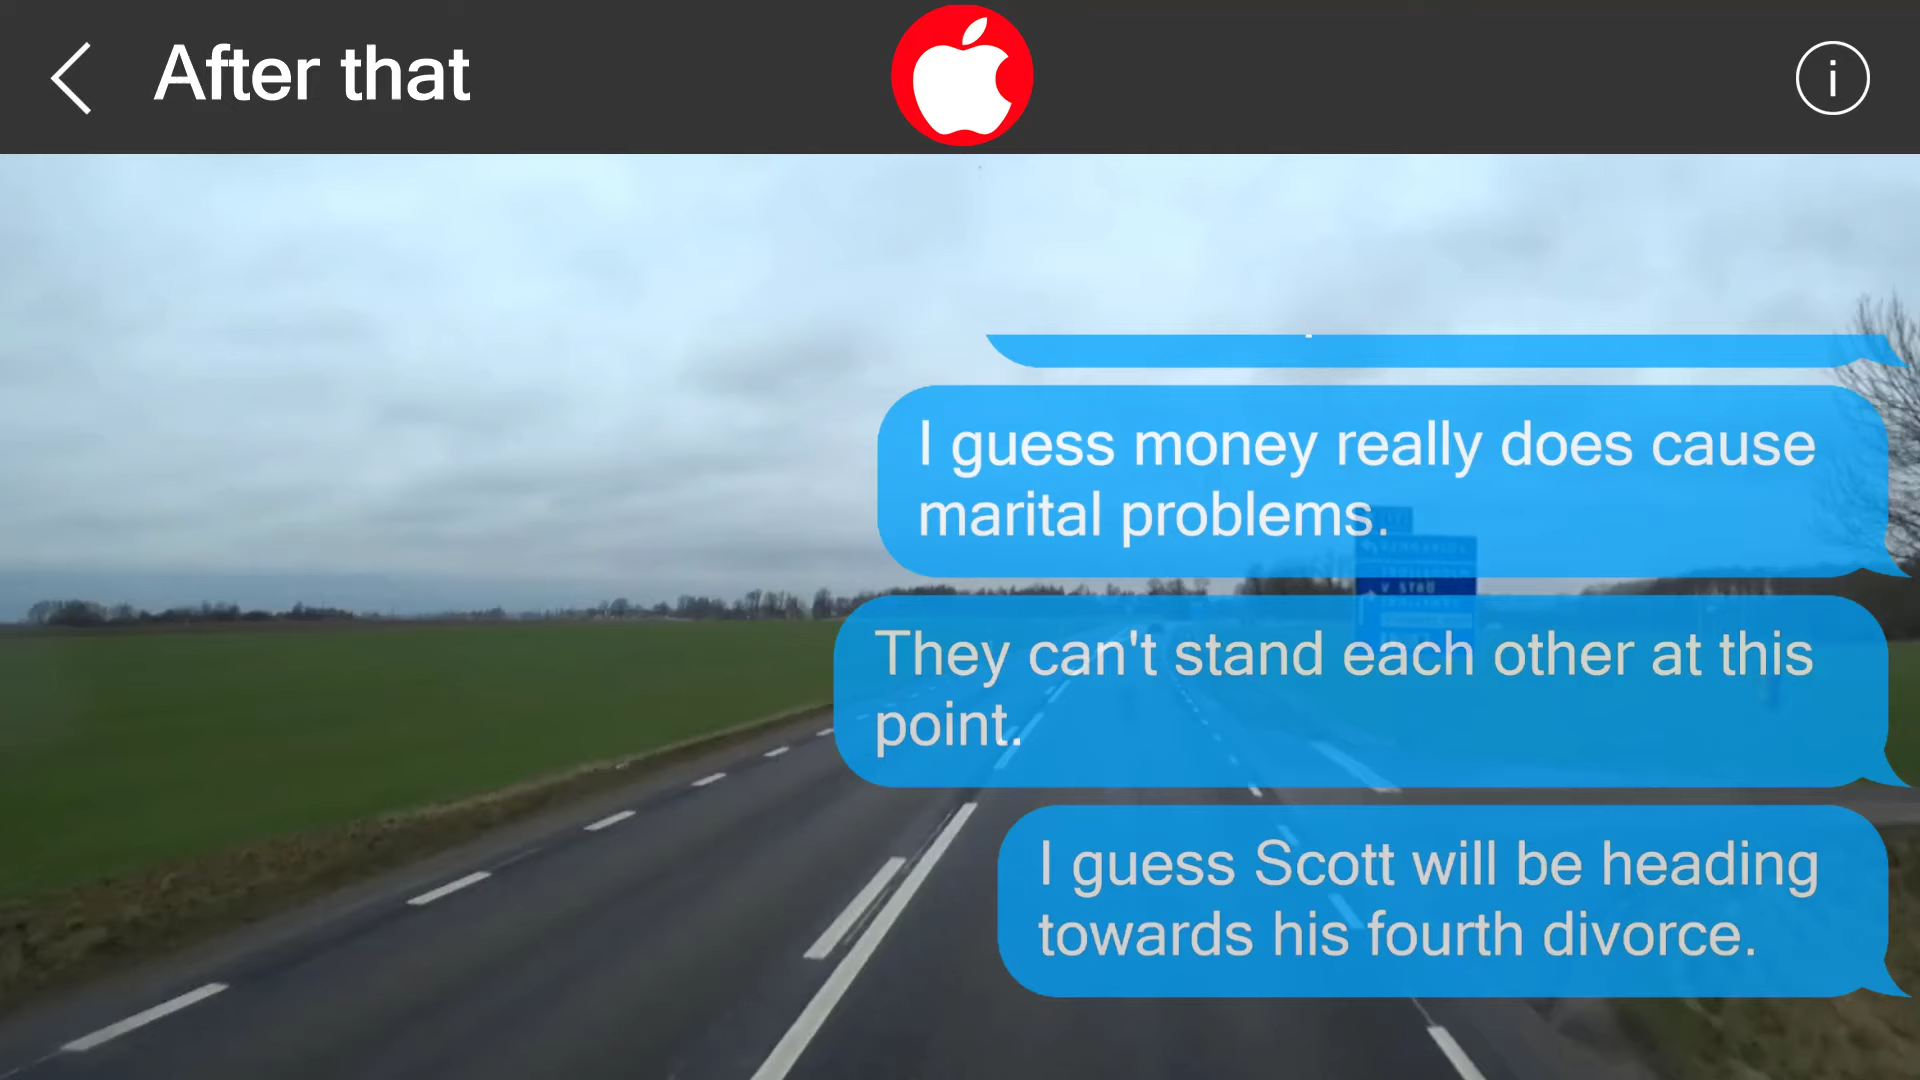 After that
I guess money really does cause
marital problems.
They can't stand each other at this
point.
I guess Scott will be heading
towards his fourth divorce.